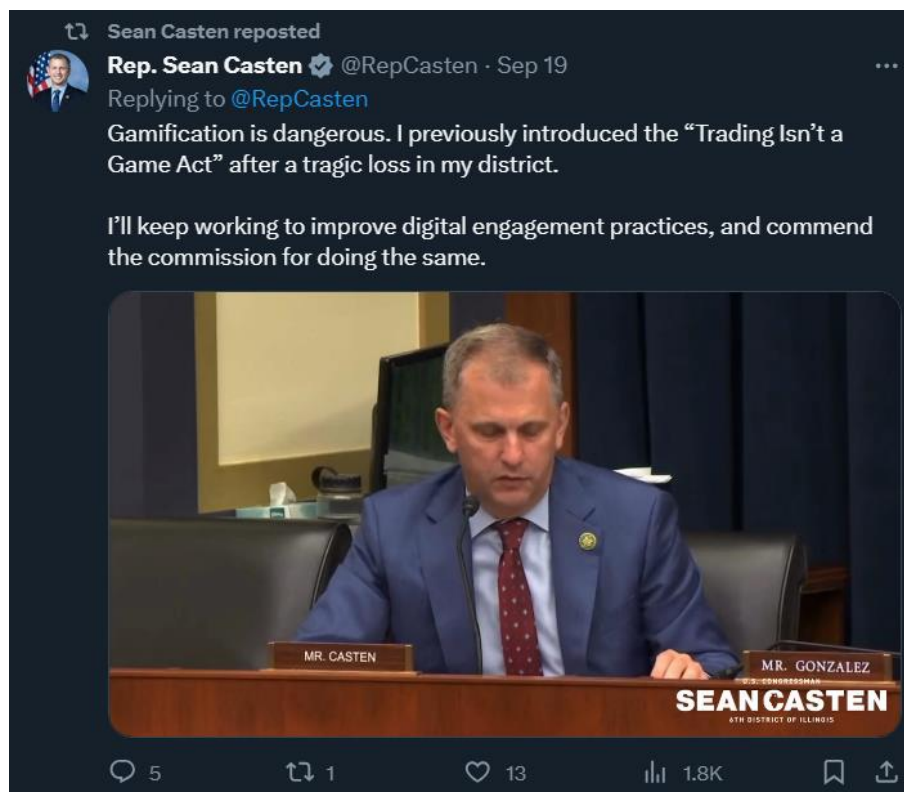 Sean Casten reposted
Rep. Sean Casten @RepCasten · Sep 19
Replying to @RepCasten
Gamification is dangerous. I previously introduced the “Trading Isn’t a
Game Act” after a tragic loss in my district.
I’ll keep working to improve digital engagement practices, and commend
the commission for doing the same.
MR. CASTEN
MR. GONZALEZ
U.S. CONGRESSMAN
SEAN CASTEN
6TH DISTRICT OF ILLINOIS
5 1 13 1.8K